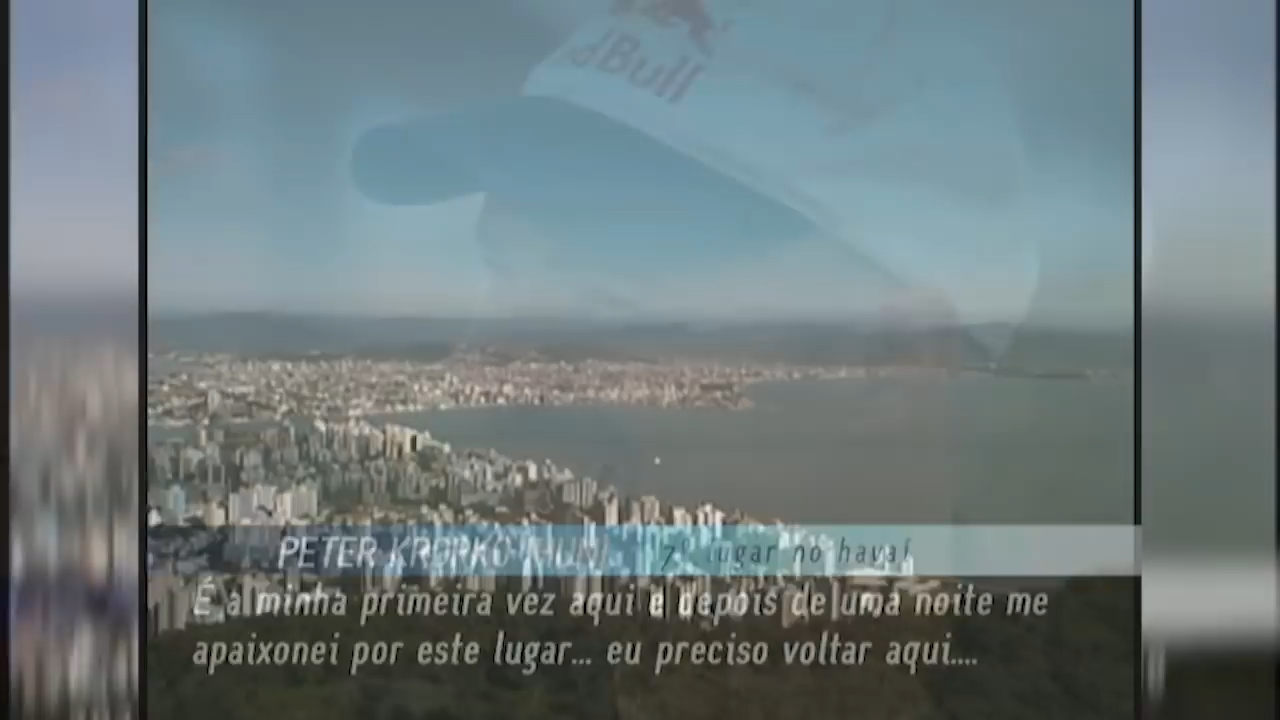 dBull
PETER KROPKO (HUN) 7º lugar no havaí
É a minha primeira vez aqui e depois de uma noite me
apaixonei por este lugar... eu preciso voltar aqui....